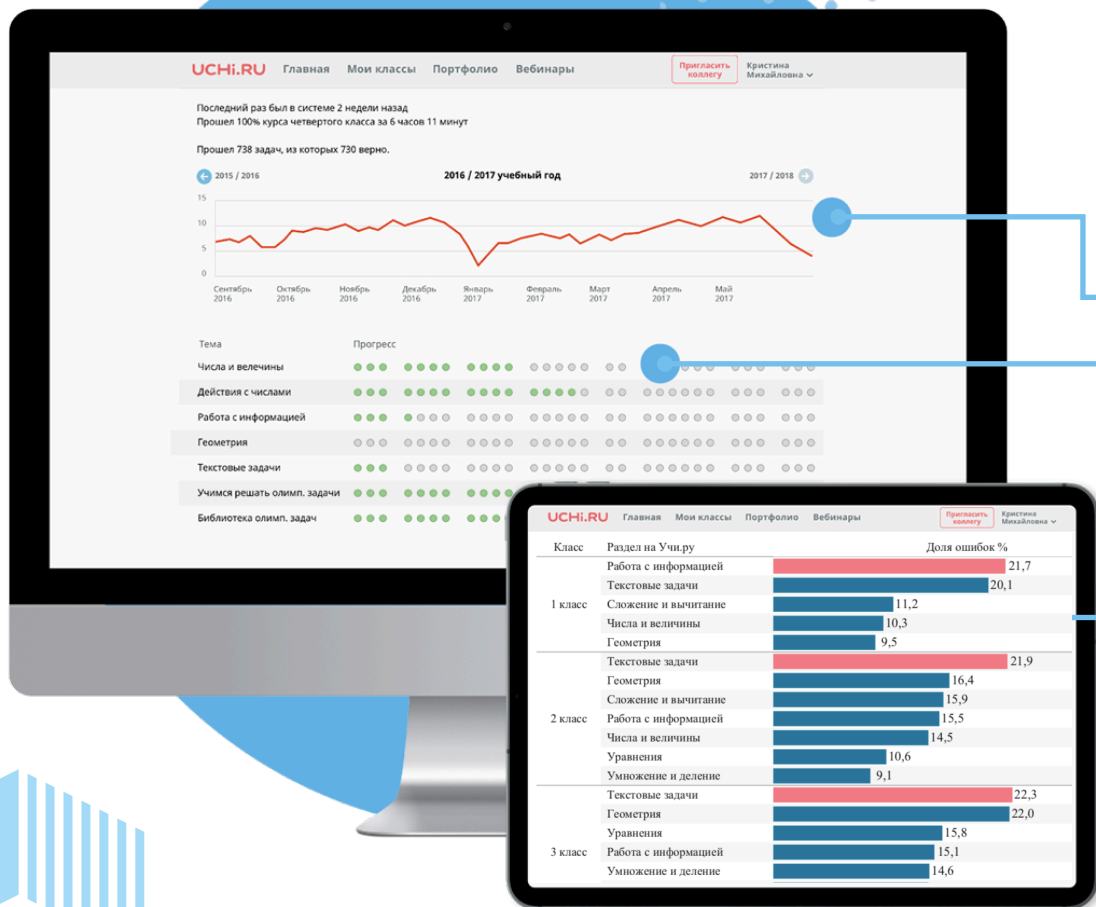 UCHi.RU Главная Мои классы Портфолио Вебинары
Пригласить
коллегу
Кристина
Михайловна
Последний раз был в системе 2 недели назад
Прошел 100% курса четвертого класса за 6 часов 11 минут
Прошел 738 задач, из которых 730 верно.
2015 / 2016 2016 / 2017 учебный год 2017 / 2018
15
10
5
0
Сентябрь Октябрь Ноябрь Декабрь Январь Февраль Март Апрель Май
2016 2016 2016 2016 2017 2017 2017 2017 2017
Тема Прогресс
Числа и велечины
Действия с числами
Работа с информацией
Геометрия
Текстовые задачи
Учимся решать олимп. задачи
Библиотека олимп. задач
UCHi.RU Главная Мои классы Портфолио Вебинары
Пригласить
коллегу
Кристина
Михайловна
Класс Раздел на Учи.ру Доля ошибок %
Работа с информацией 21,7
Текстовые задачи 20,1
1 класс Сложение и вычитание 11,2
Числа и величины 10,3
Геометрия 9,5
Текстовые задачи 21,9
Геометрия 16,4
Сложение и вычитание 15,9
2 класс Работа с информацией 15,5
Числа и величины 14,5
Уравнения 10,6
Умножение и деление 9,1
Текстовые задачи 22,3
Геометрия 22,0
Уравнения 15,8
3 класс Работа с информацией 15,1
Умножение и деление 14,6